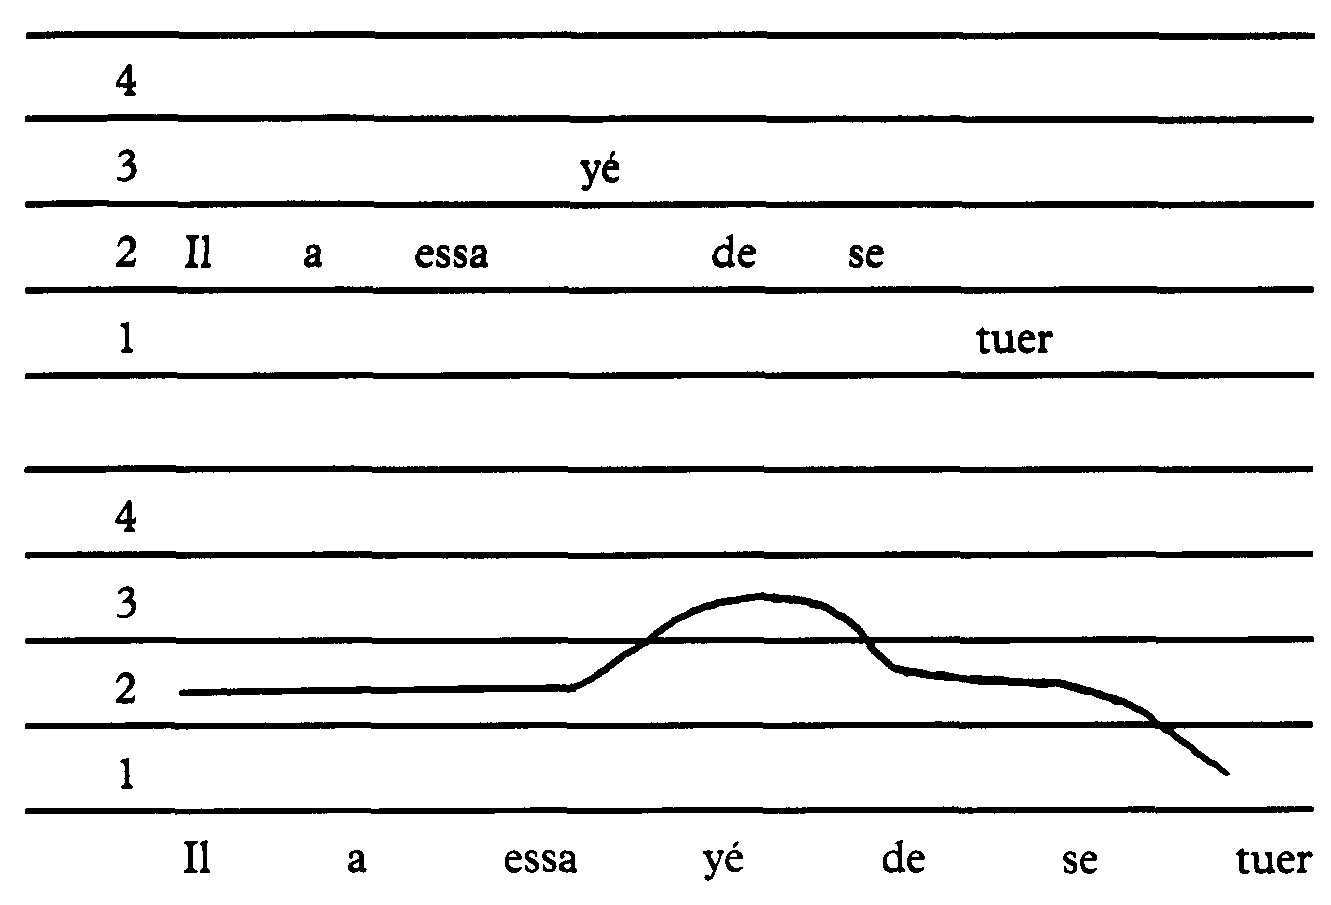 4
3 yé
2 Il a essa de se
1 tuer
4
3
2
1
Il a essa yé de se tuer